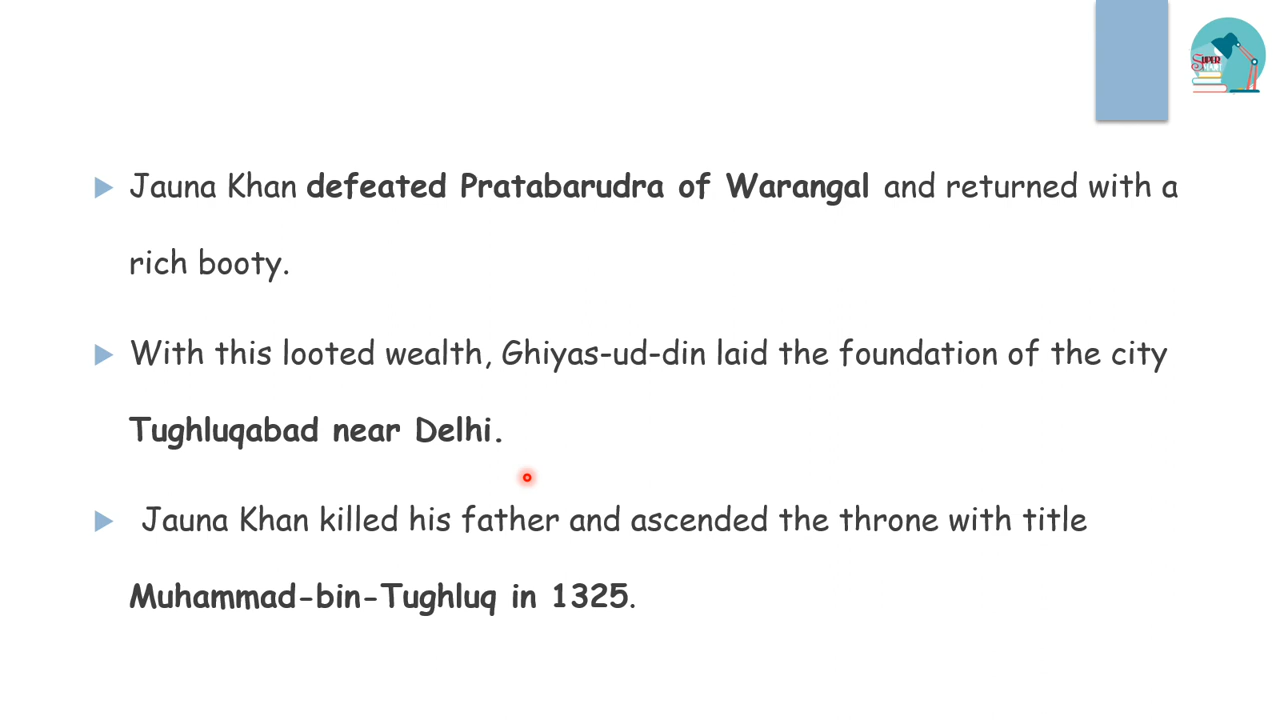 SUPER
Jauna Khan defeated Pratabarudra of Warangal and returned with a
rich booty.
With this looted wealth, Ghiyas-ud-din laid the foundation of the city
Tughluqabad near Delhi.
Jauna Khan killed his father and ascended the throne with title
Muhammad-bin-Tughluq in 1325.